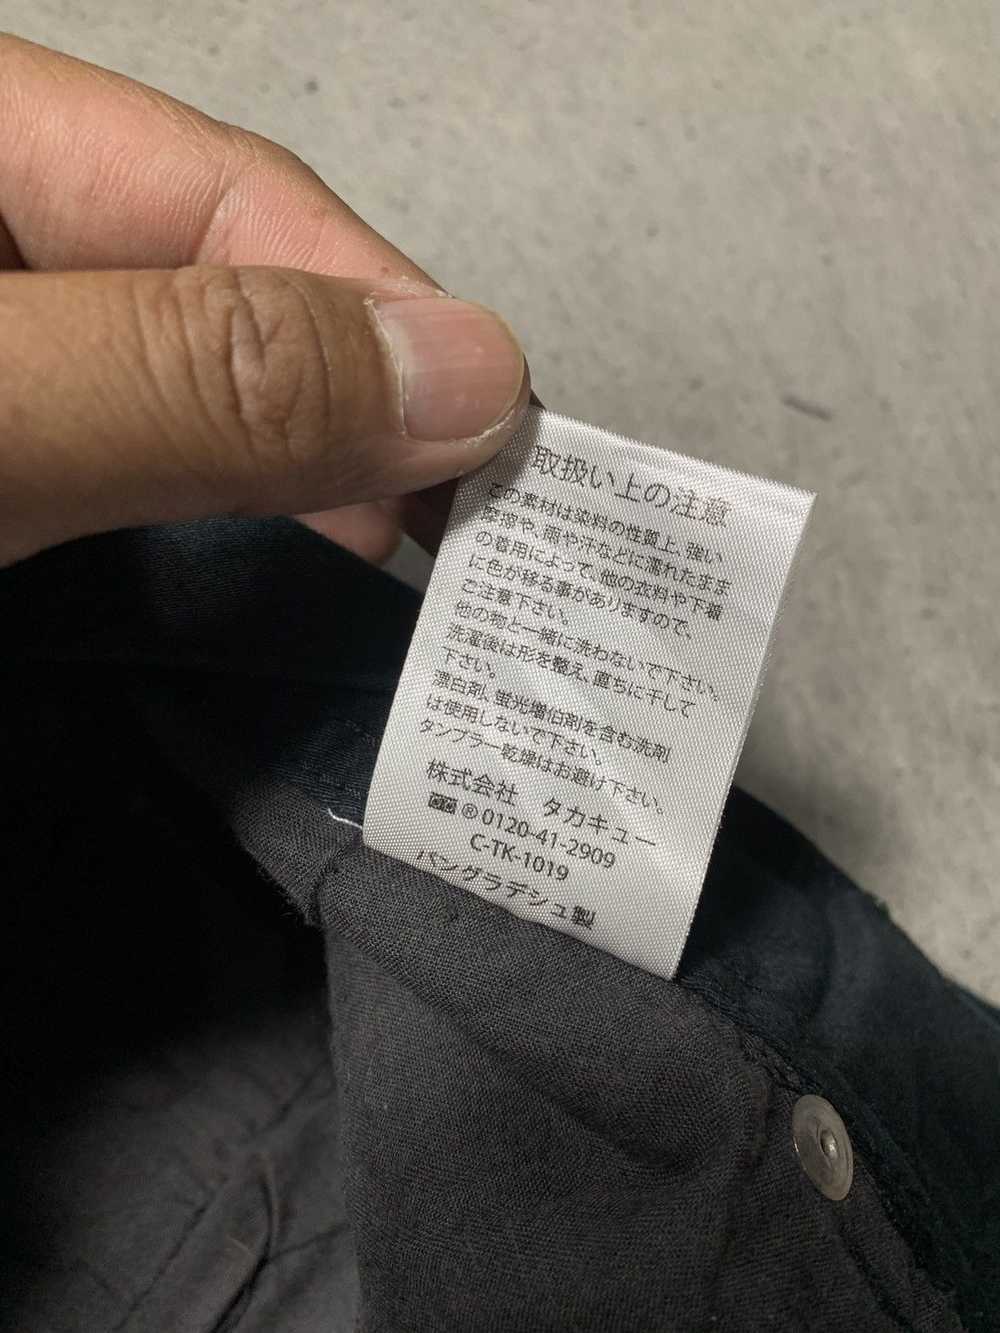 取扱い上の注意
この素材は染料の性質上、強い
摩擦や、雨や汗などに濡れたまま
の着用によって、他の衣料や下着
に色が移る事がありますので、
ご注意下さい。
他の物と一緒に洗わないで下さい。
洗濯後は形を整え、直ちに干して
下さい。
漂白剤、蛍光増白剤を含む洗剤
は使用しないで下さい。
タンブラー乾燥はお避け下さい。
株式会社 タカキュー
® 0120-41-2909
C-TK-1019
バングラデシュ製